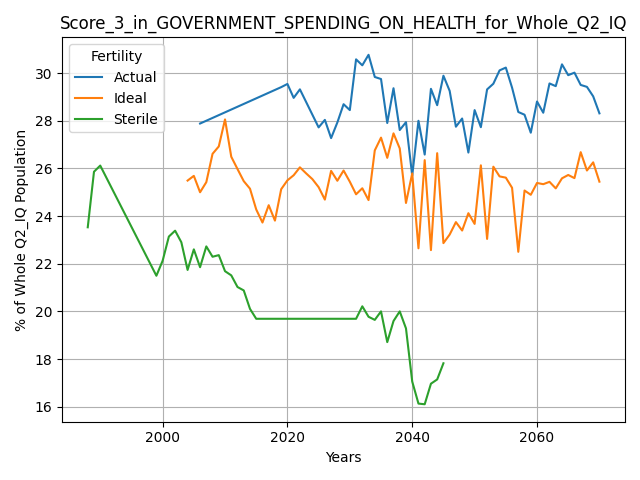 Score_3_in_GOVERNMENT_SPENDING_ON_HEALTH_for_Whole_Q2_IQ
Fertility
Actual
Ideal
Sterile
% of Whole Q2_IQ Population
30
28
26
24
22
20
18
16
2000
2020
2040
2060
Years